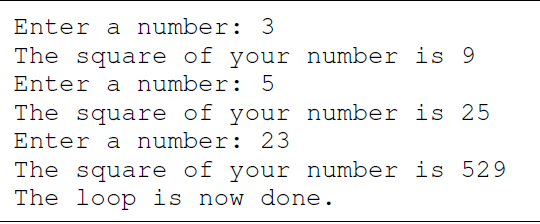 Enter a number: 3
The square of your number is 9
Enter a number: 5
The square of your number is 25
Enter a number: 23
The square of your number is 529
The loop is now done.